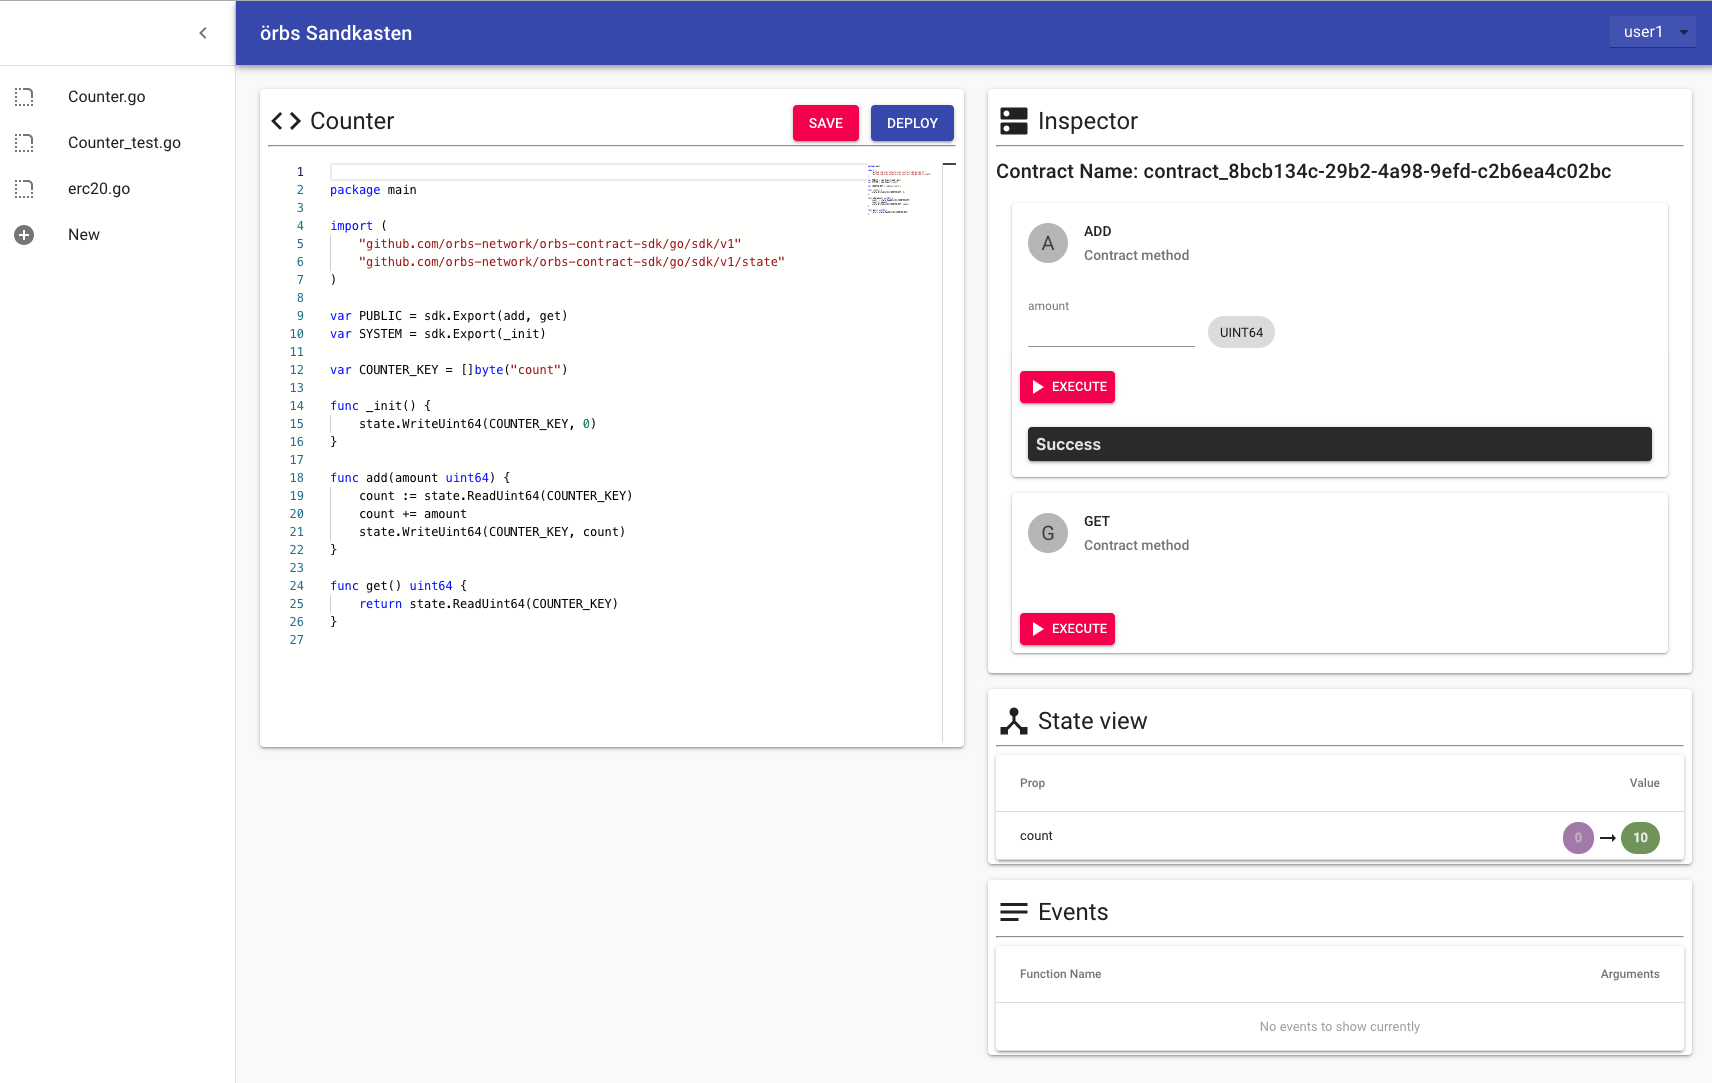 örbs Sandkasten
user1
Counter.go
Counter_test.go
erc20.go
New
Counter
SAVE
DEPLOY
1
2 package main
3
4 import (
5 "github.com/orbs-network/orbs-contract-sdk/go/sdk/v1"
6 "github.com/orbs-network/orbs-contract-sdk/go/sdk/v1/state"
7 )
8
9 var PUBLIC = sdk.Export(add, get)
10 var SYSTEM = sdk.Export(_init)
11
12 var COUNTER_KEY = []byte("count")
13
14 func _init() {
15 state.WriteUint64(COUNTER_KEY, 0)
16 }
17
18 func add(amount uint64) {
19 count := state.ReadUint64(COUNTER_KEY)
20 count += amount
21 state.WriteUint64(COUNTER_KEY, count)
22 }
23
24 func get() uint64 {
25 return state.ReadUint64(COUNTER_KEY)
26 }
27
Inspector
Contract Name: contract_8bcb134c-29b2-4a98-9efd-c2b6ea4c02bc
A
ADD
Contract method
amount
UINT64
EXECUTE
Success
G
GET
Contract method
EXECUTE
State view
Prop Value
count 0 → 10
Events
Function Name Arguments
No events to show currently